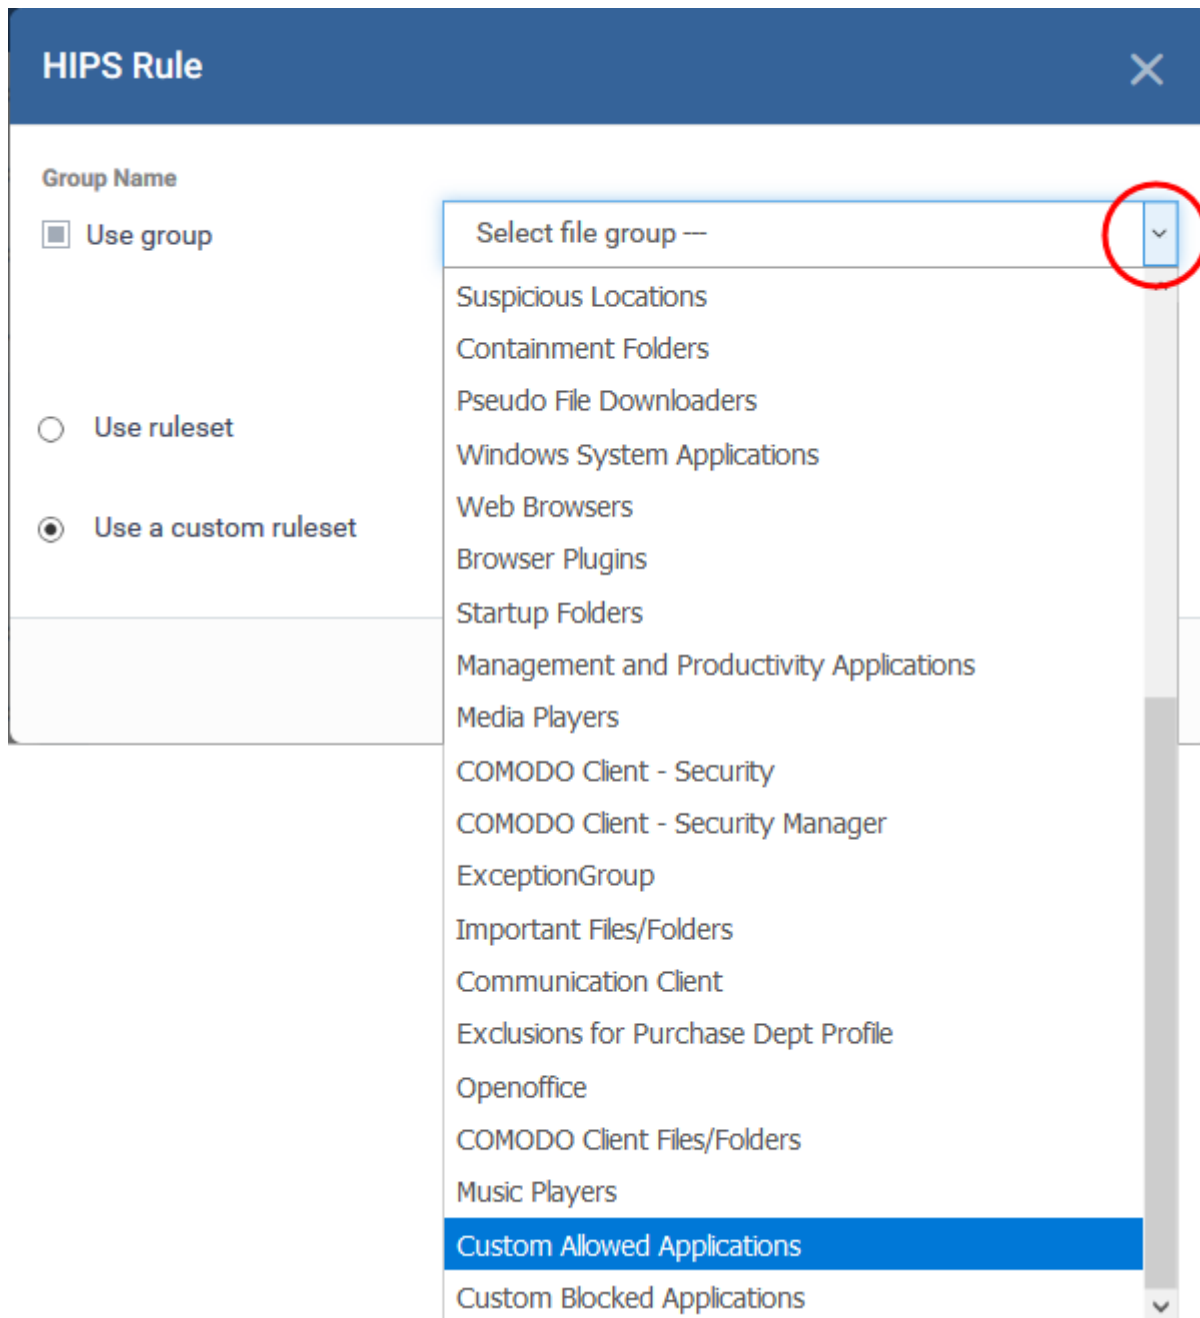 HIPS Rule
Group Name
Use group
Select file group ---
Suspicious Locations
Containment Folders
Pseudo File Downloaders
Use ruleset
Windows System Applications
Web Browsers
Use a custom ruleset
Browser Plugins
Startup Folders
Management and Productivity Applications
Media Players
COMODO Client - Security
COMODO Client - Security Manager
ExceptionGroup
Important Files/Folders
Communication Client
Exclusions for Purchase Dept Profile
Openoffice
COMODO Client Files/Folders
Music Players
Custom Allowed Applications
Custom Blocked Applications